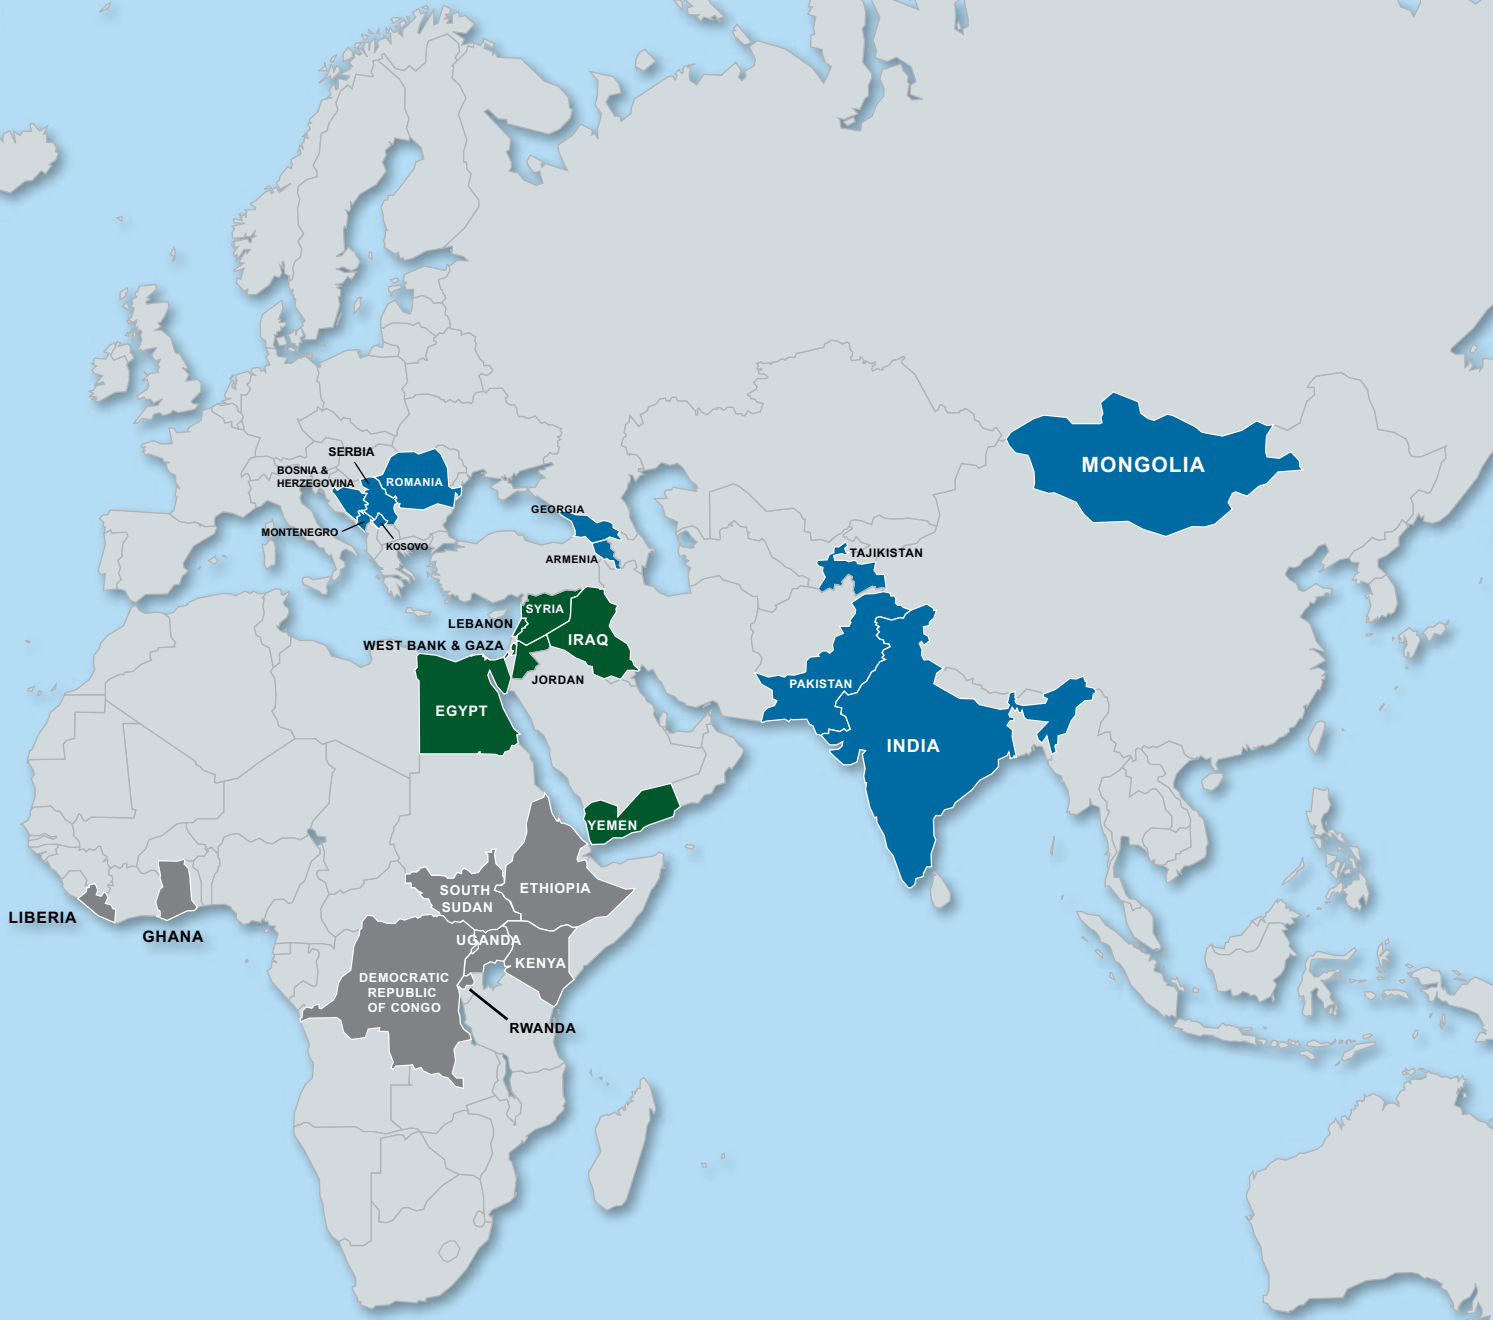 SERBIA
BOSNIA &
HERZEGOVINA
ROMANIA
MONTENEGRO
KOSOVO
GEORGIA
ARMENIA
MONGOLIA
TAJIKISTAN
SYRIA
LEBANON
IRAQ
WEST BANK & GAZA
JORDAN
EGYPT
PAKISTAN
INDIA
YEMEN
SOUTH
SUDAN
ETHIOPIA
LIBERIA
GHANA
UGANDA
KENYA
DEMOCRATIC
REPUBLIC
OF CONGO
RWANDA